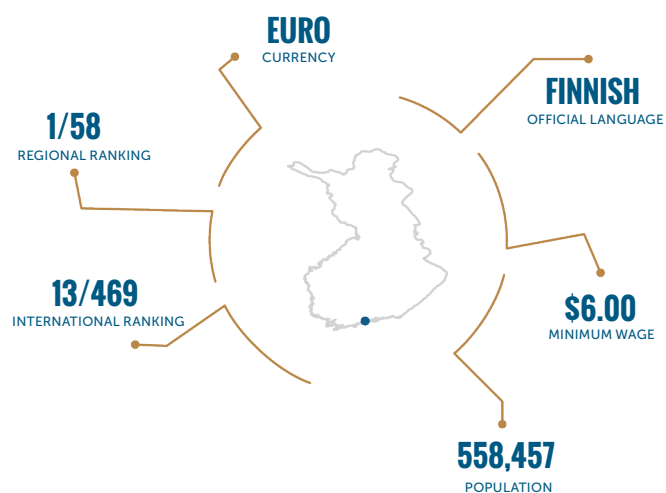 EURO
CURRENCY
FINNISH
OFFICIAL LANGUAGE
1/58
REGIONAL RANKING
13/469
INTERNATIONAL RANKING
$6.00
MINIMUM WAGE
558,457
POPULATION